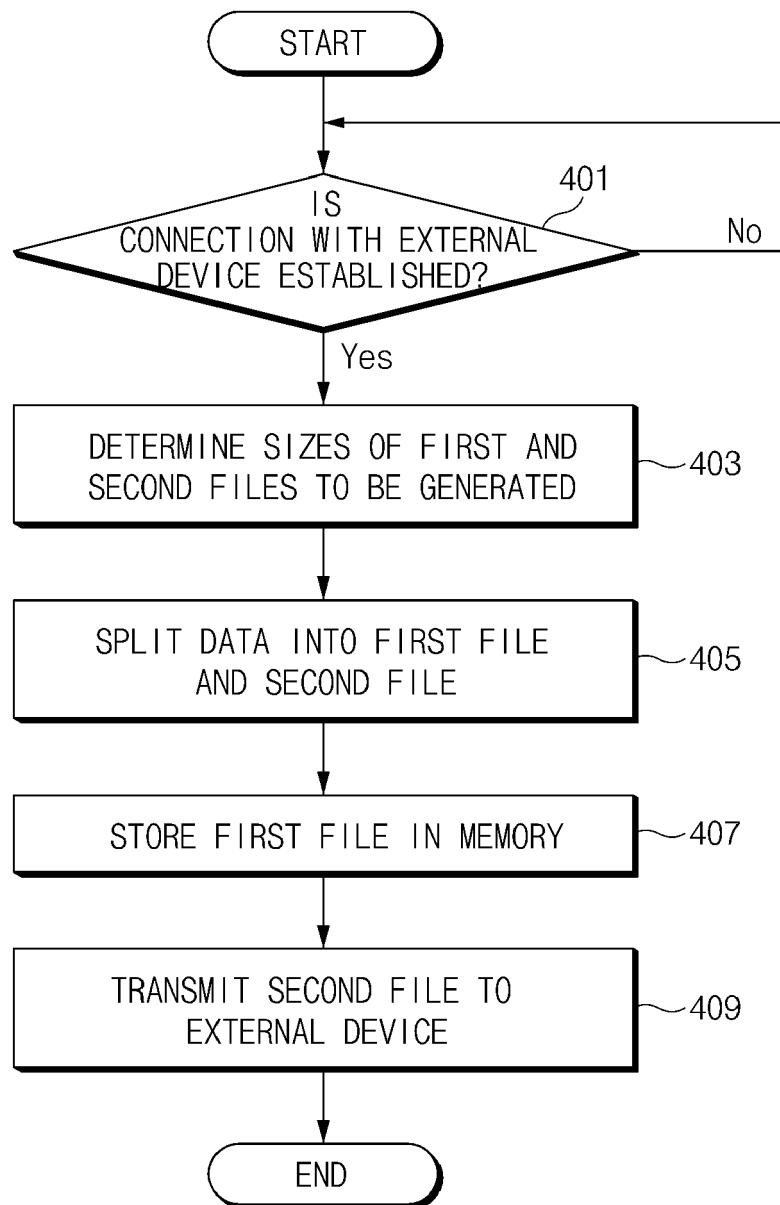 START
IS
CONNECTION WITH EXTERNAL
DEVICE ESTABLISHED?
401
No
Yes
DETERMINE SIZES OF FIRST AND
SECOND FILES TO BE GENERATED
403
SPLIT DATA INTO FIRST FILE
AND SECOND FILE
405
STORE FIRST FILE IN MEMORY
407
TRANSMIT SECOND FILE TO
EXTERNAL DEVICE
409
END